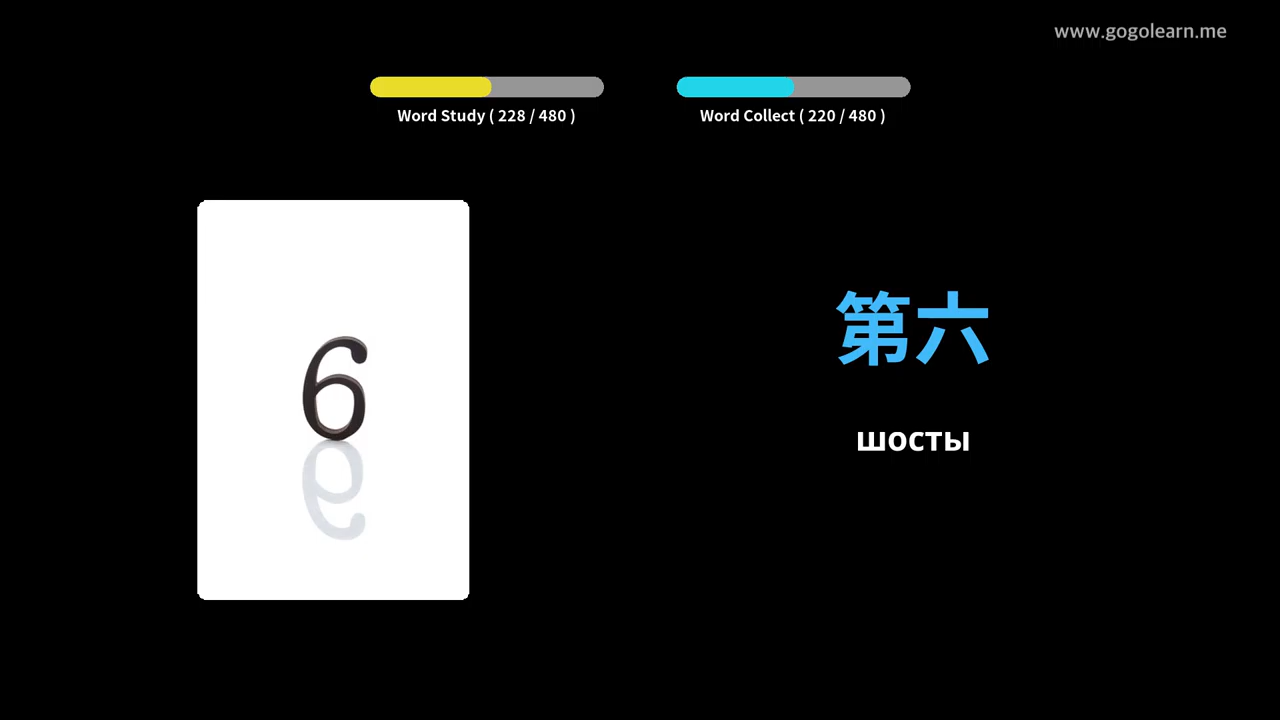 www.gogolearn.me
Word Study ( 228 / 480 )
Word Collect ( 220 / 480 )
6
第六
шосты